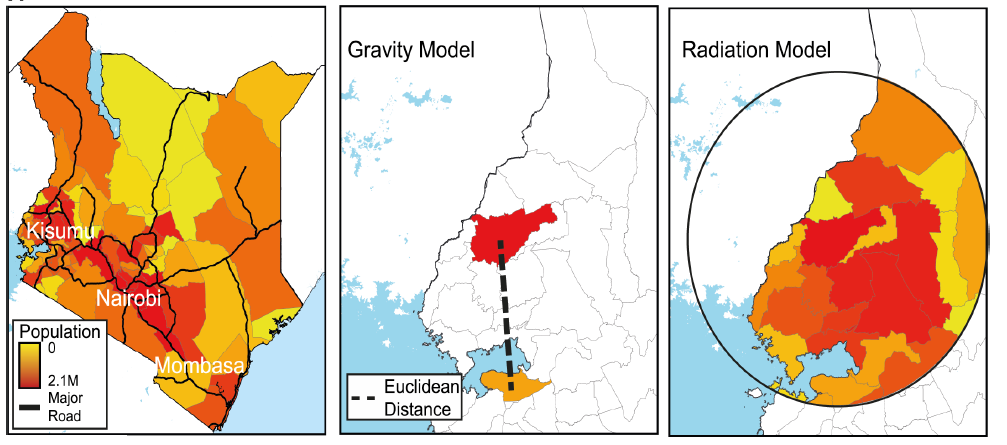 Kisumu
Nairobi
Mombasa
Population
0
2.1M
Major
Road
Gravity Model
Euclidean
Distance
Radiation Model